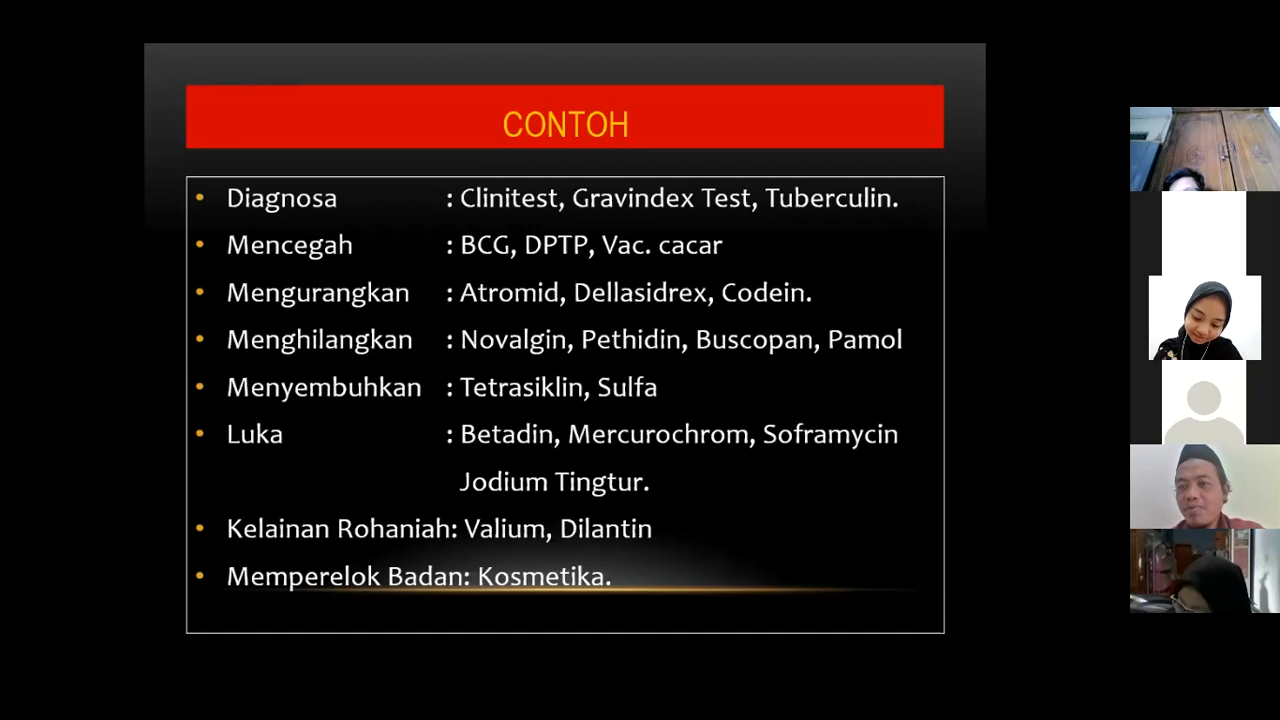 CONTOH
• Diagnosa : Clinitest, Gravindex Test, Tuberculin.
• Mencegah : BCG, DPTP, Vac. cacar
• Mengurangkan : Atromid, Dellasidrex, Codein.
• Menghilangkan : Novalgin, Pethidin, Buscopan, Pamol
• Menyembuhkan : Tetrasiklin, Sulfa
• Luka : Betadin, Mercurochrom, Soframycin
Jodium Tingtur.
• Kelainan Rohaniah: Valium, Dilantin
• Memperelok Badan: Kosmetika.